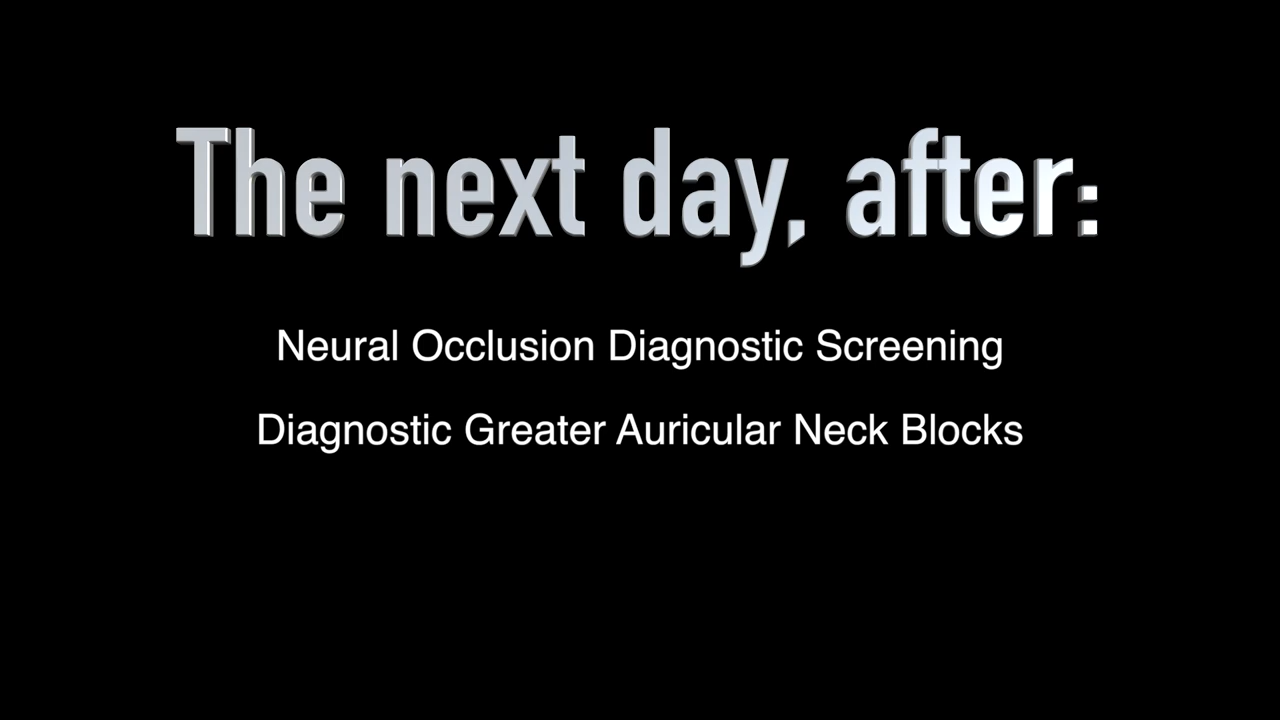 The next day, after:
Neural Occlusion Diagnostic Screening
Diagnostic Greater Auricular Neck Blocks